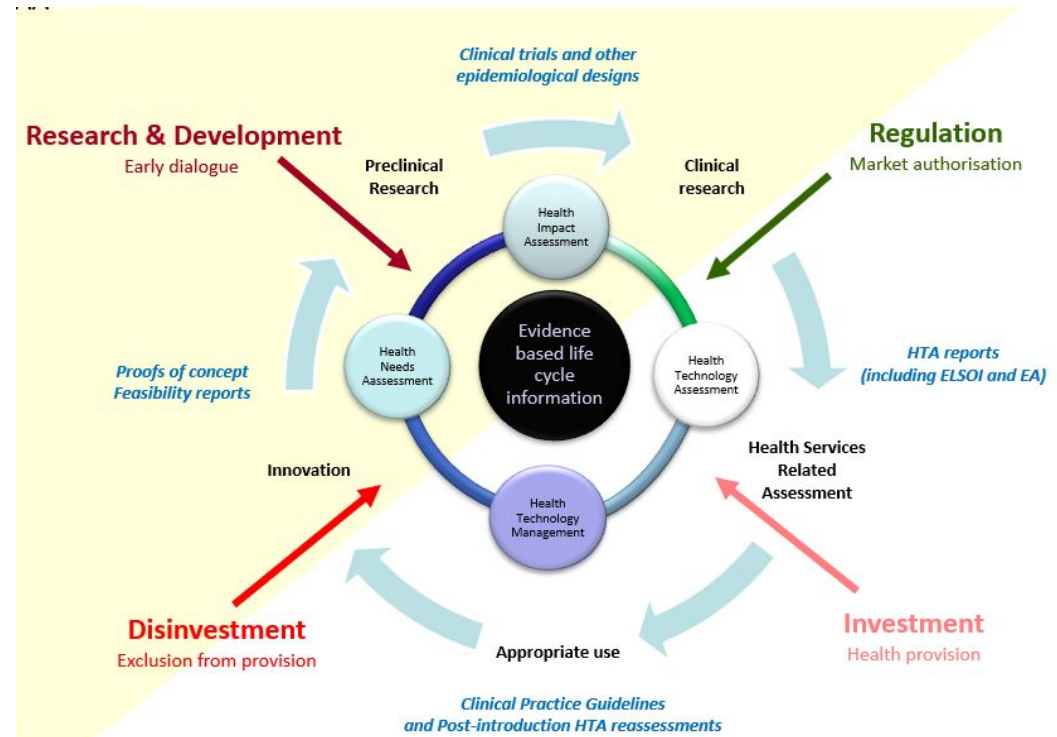 Clinical trials and other
epidemiological designs
Research & Development
Early dialogue
Regulation
Market authorisation
Preclinical
Research
Clinical
research
Health
Impact
Assessment
Evidence
based life
cycle
information
Health
Needs
Aassessment
Health
Technology
Assessment
Proofs of concept
Feasibility reports
HTA reports
(including ELSOI and EA)
Innovation
Health Services
Related
Assessment
Health
Technology
Management
Disinvestment
Exclusion from provision
Investment
Health provision
Appropriate use
Clinical Practice Guidelines
and Post-introduction HTA reassessments